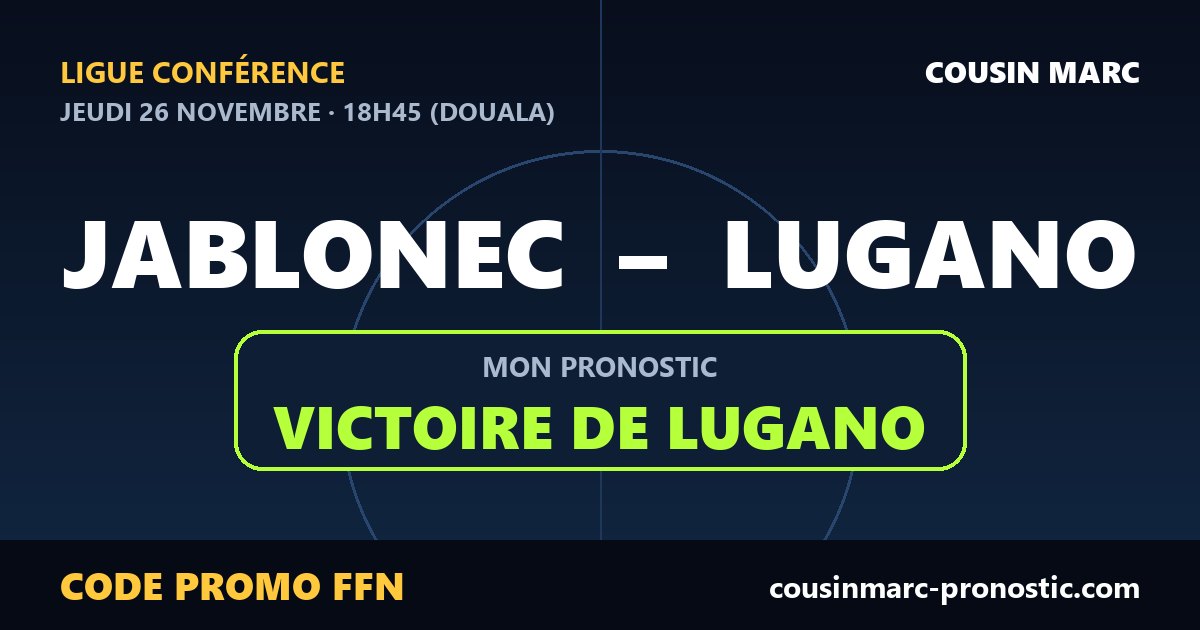 LIGUE CONFÉRENCE
COUSIN MARC
JEUDI 26 NOVEMBRE · 18H45 (DOUALA)
JABLONEC – LUGANO
MON PRONOSTIC
VICTOIRE DE LUGANO
CODE PROMO FFN
cousinmarc-pronostic.com